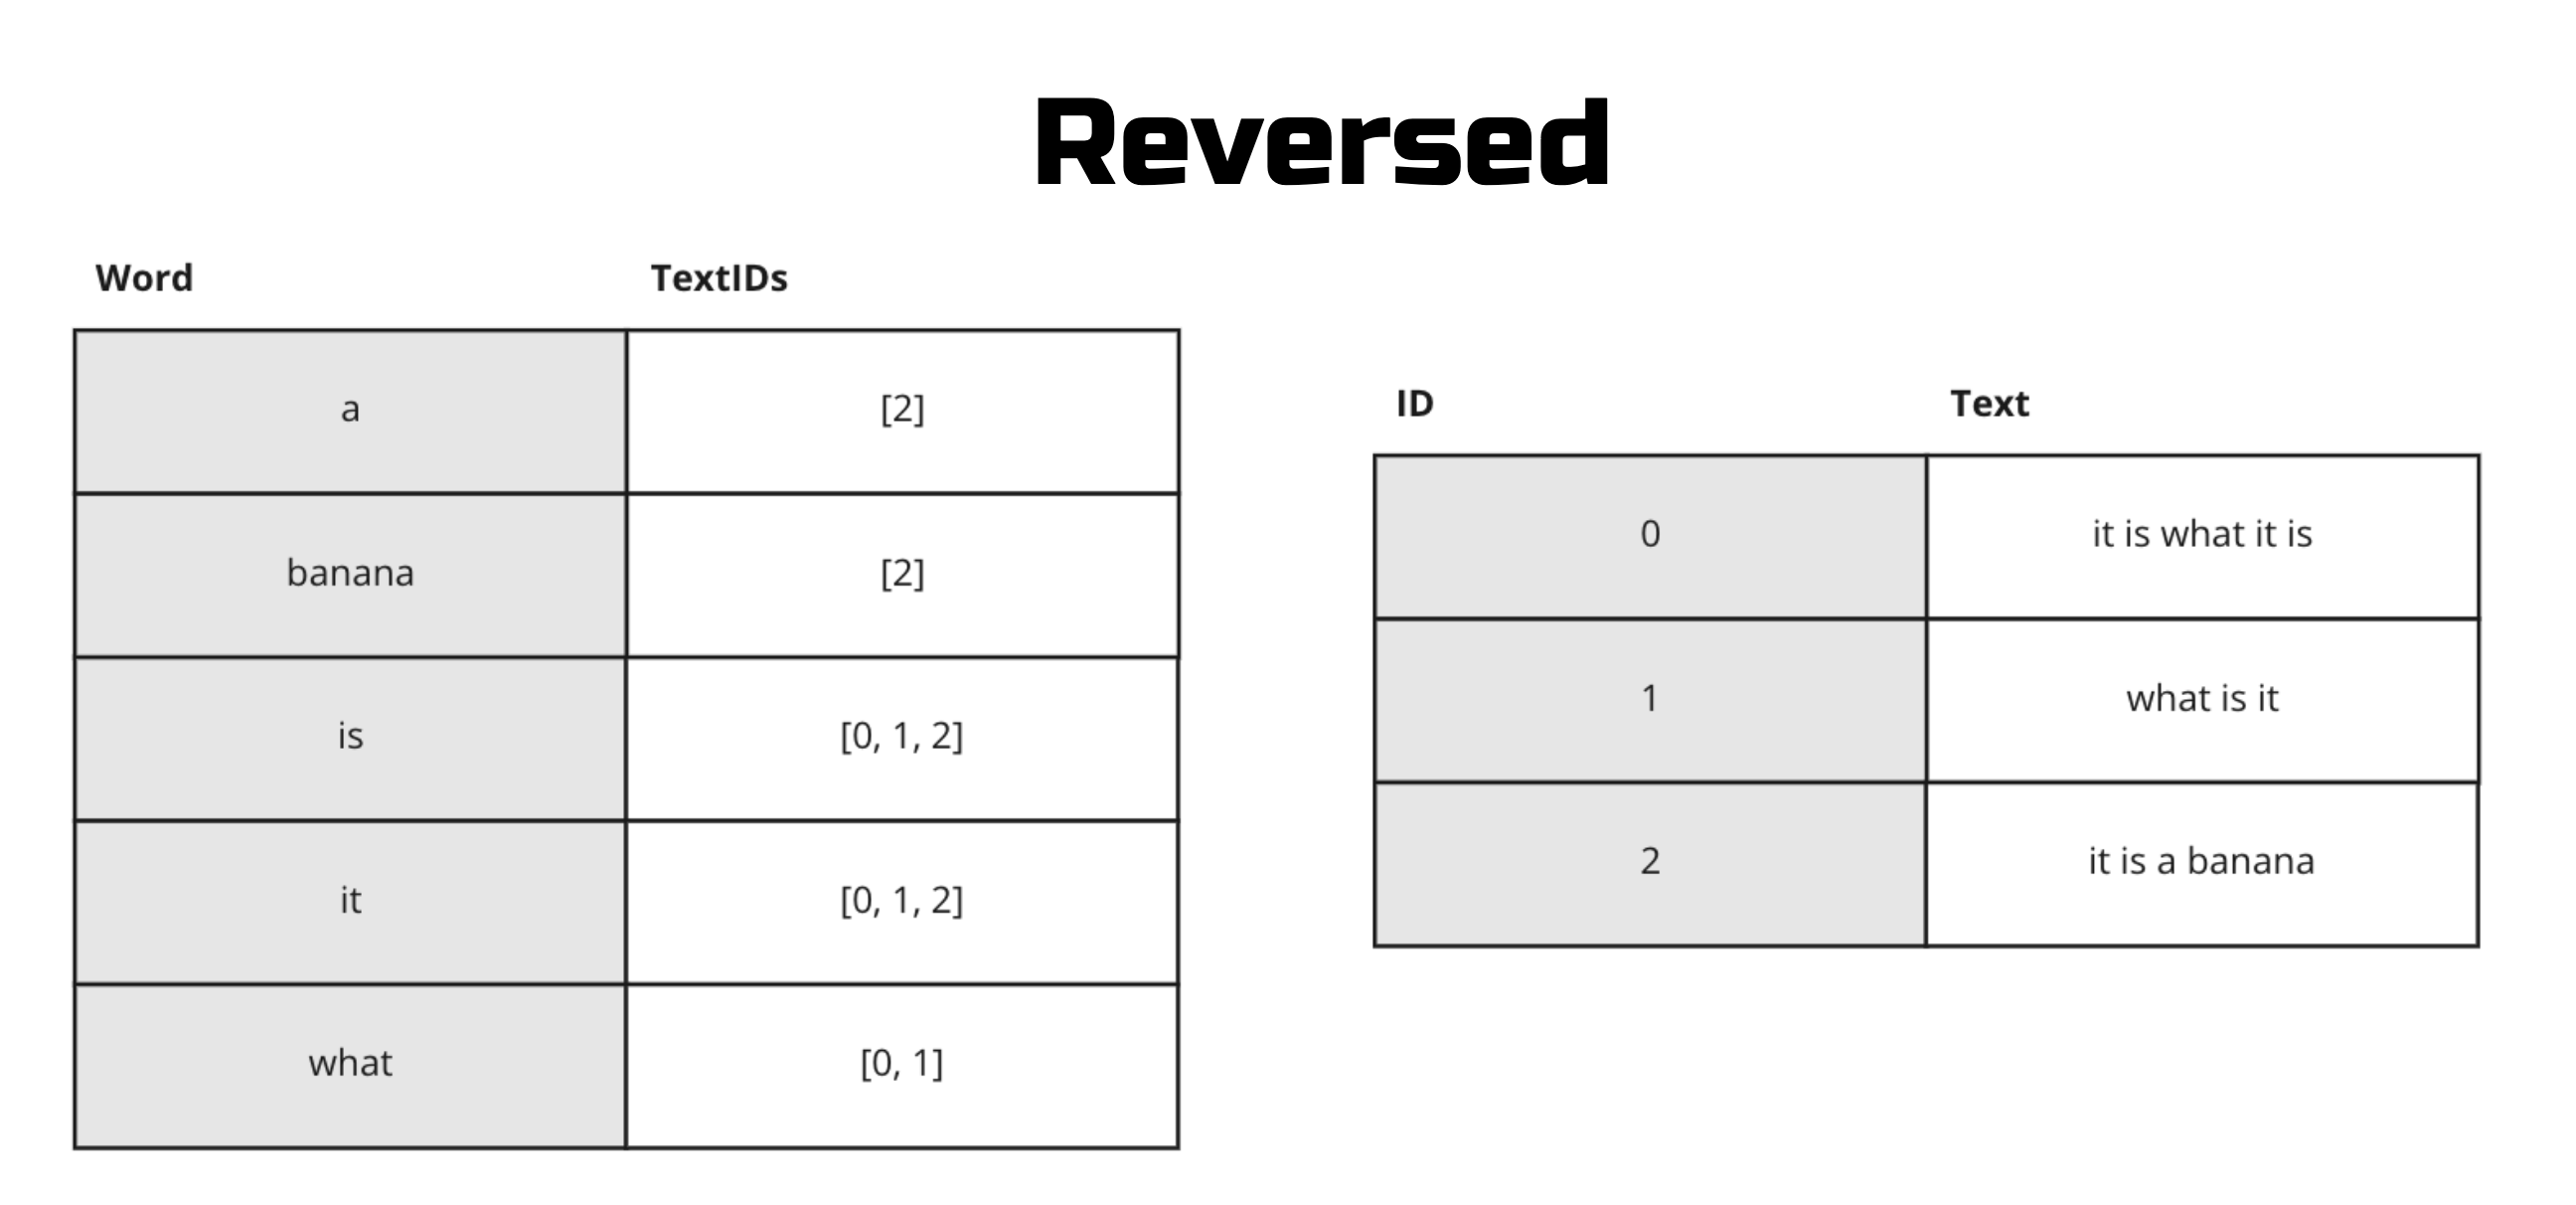 Reversed
Word TextIDs
a [2]
banana [2]
is [0, 1, 2]
it [0, 1, 2]
what [0, 1]
ID Text
0 it is what it is
1 what is it
2 it is a banana